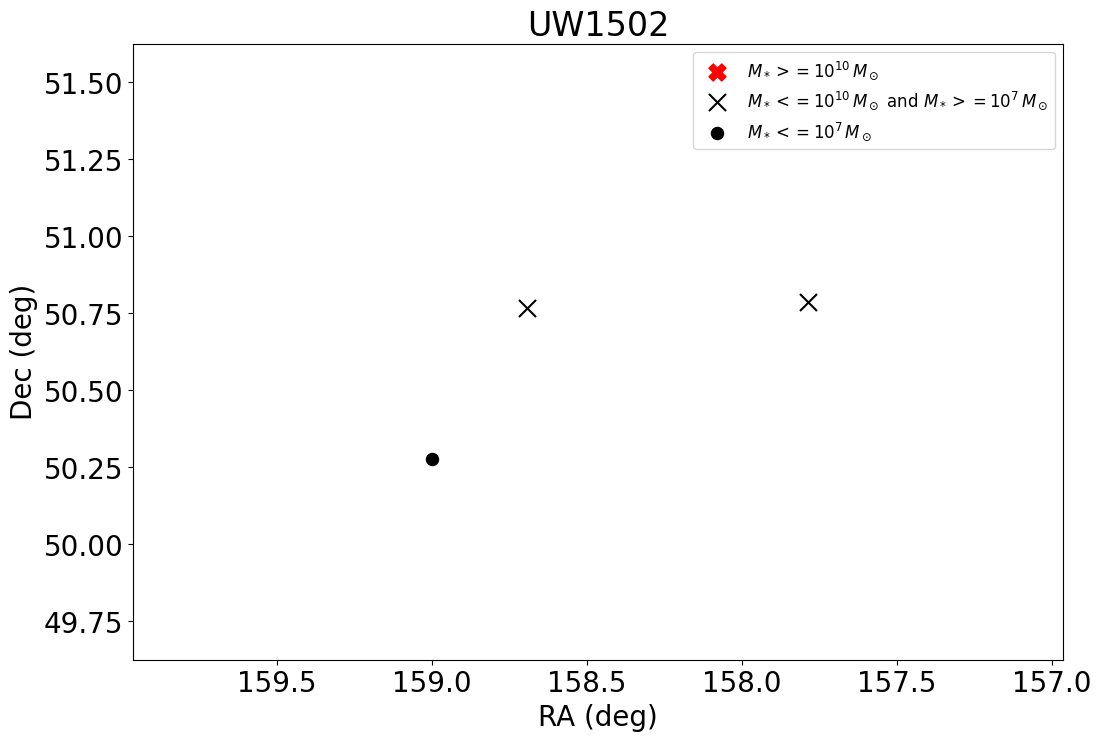 UW1502
M* >= 10^10 M⊙
M* <= 10^10 M⊙ and M* >= 10^7 M⊙
M* <= 10^7 M⊙
51.50
51.25
51.00
50.75
50.50
50.25
50.00
49.75
Dec (deg)
159.5 159.0 158.5 158.0 157.5 157.0
RA (deg)